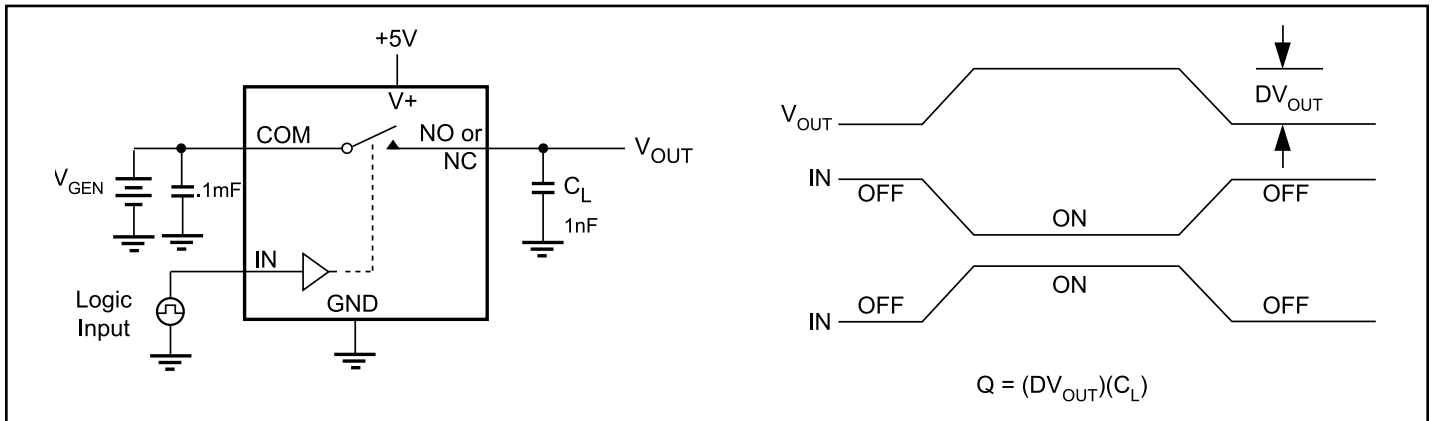 +5V
V+
COM
NO or
NC
V_OUT
V_GEN
.1mF
C_L
1nF
IN
GND
Logic
Input
V_OUT
DV_OUT
IN
OFF
ON
OFF
IN
OFF
ON
OFF
Q = (DV_OUT)(C_L)